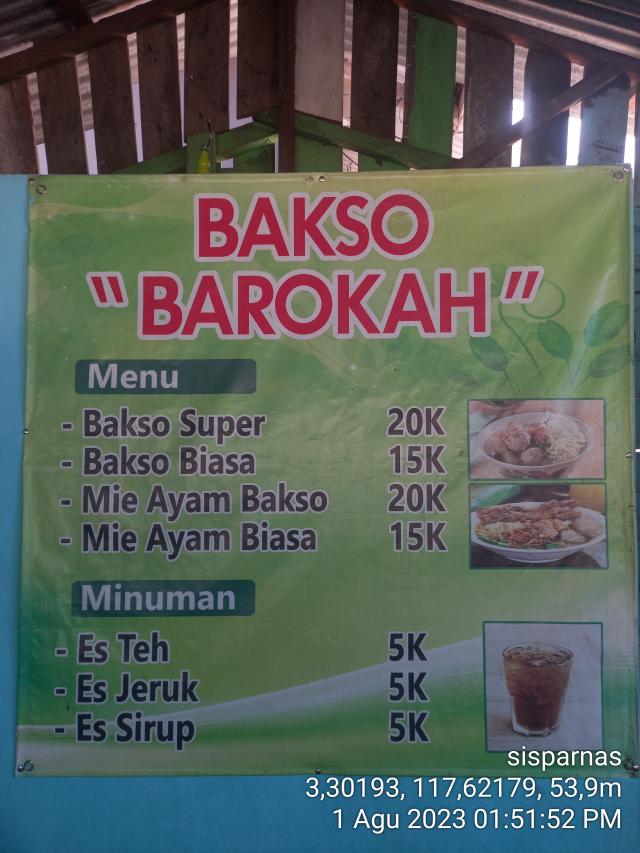 BAKSO
"BAROKAH"
Menu
- Bakso Super 20K
- Bakso Biasa 15K
- Mie Ayam Bakso 20K
- Mie Ayam Biasa 15K
Minuman
- Es Teh 5K
- Es Jeruk 5K
- Es Sirup 5K
sisparnas
3,30193, 117,62179, 53,9m
1 Agu 2023 01:51:52 PM